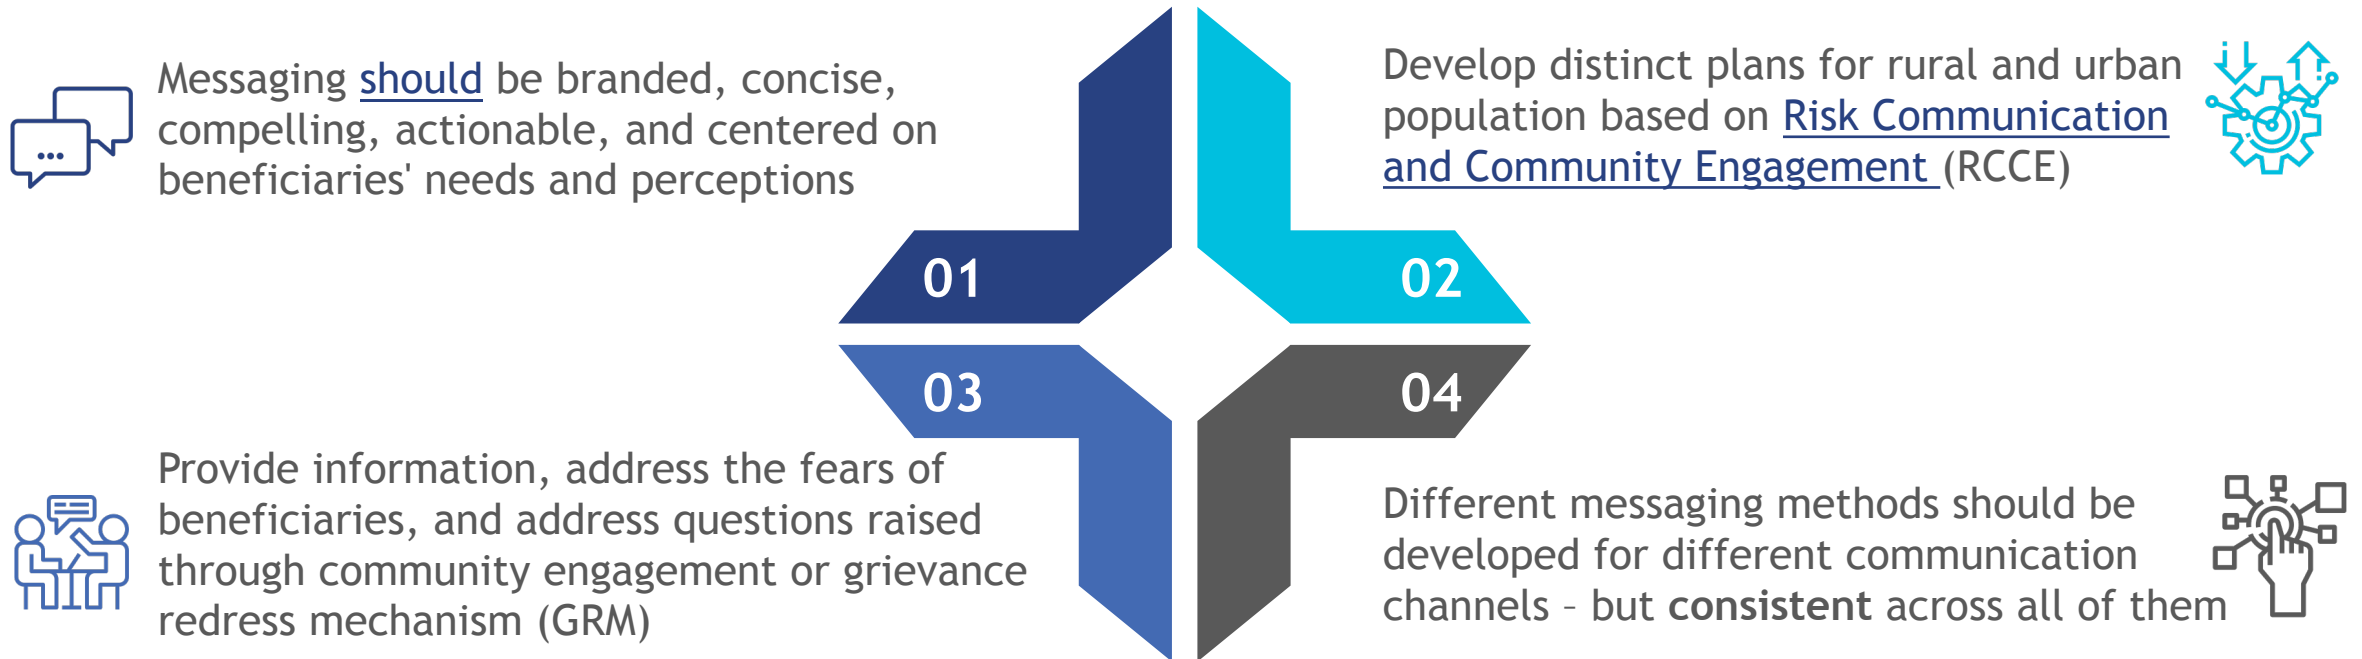 Messaging should be branded, concise,
compelling, actionable, and centered on
beneficiaries' needs and perceptions
01
Develop distinct plans for rural and urban
population based on Risk Communication
and Community Engagement (RCCE)
02
03
Provide information, address the fears of
beneficiaries, and address questions raised
through community engagement or grievance
redress mechanism (GRM)
04
Different messaging methods should be
developed for different communication
channels – but consistent across all of them